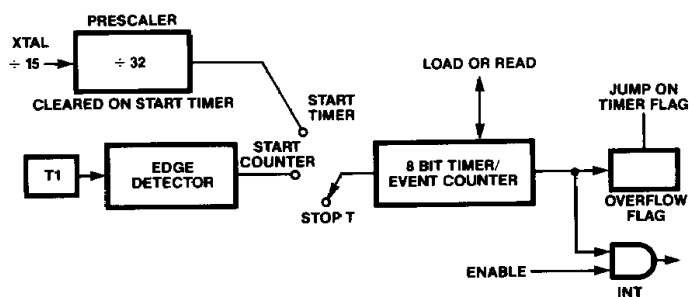 PRESCALER
XTAL
÷ 15
÷ 32
CLEARED ON START TIMER
START
TIMER
START
COUNTER
T1
EDGE
DETECTOR
STOP T
LOAD OR READ
8 BIT TIMER/
EVENT COUNTER
JUMP ON
TIMER FLAG
OVERFLOW
FLAG
ENABLE
INT